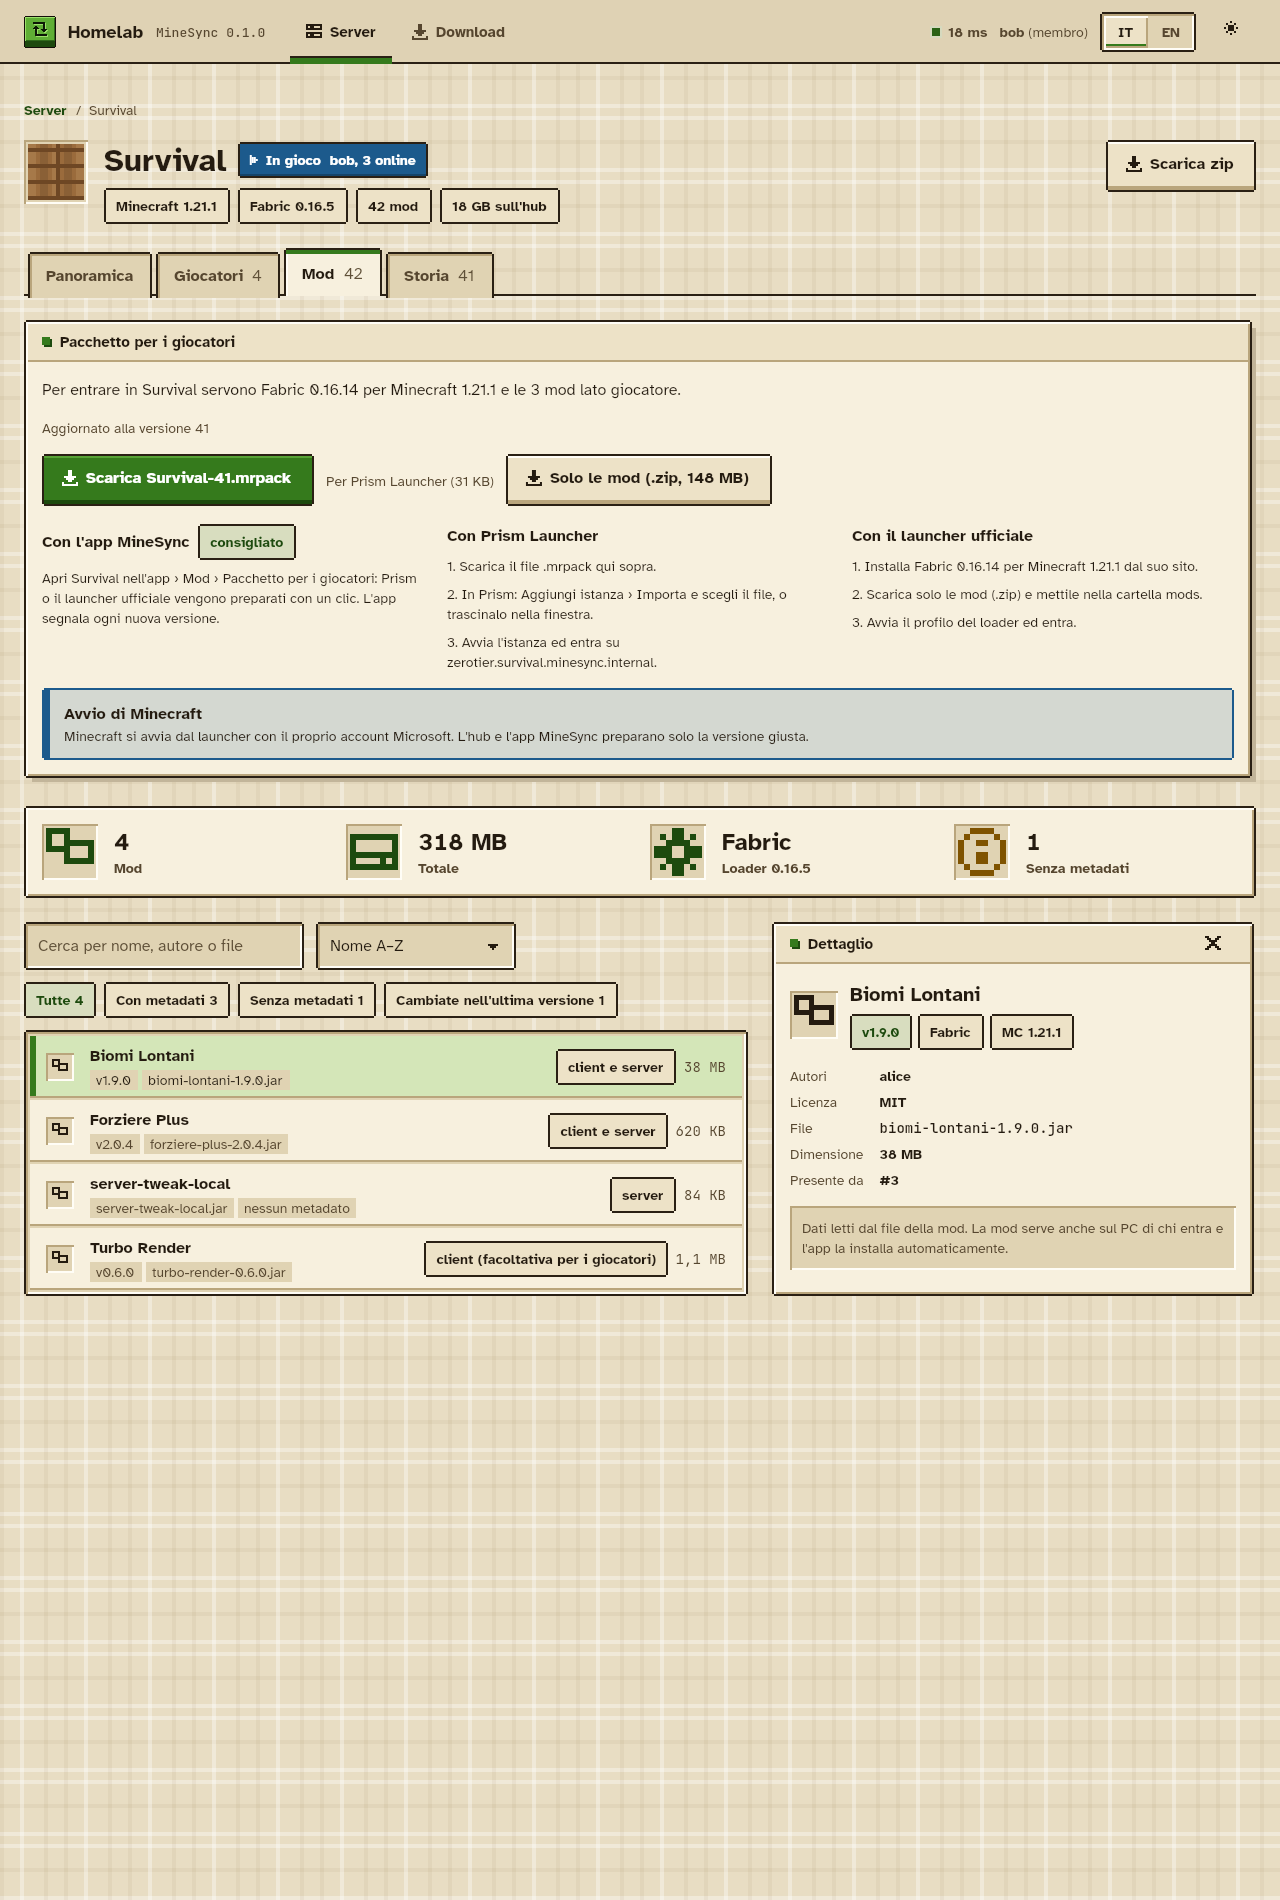 Homelab MineSync 0.1.0 Server Download 18 ms bob (membro) IT EN
Server / Survival
Survival In gioco bob, 3 online Scarica zip
Minecraft 1.21.1 Fabric 0.16.5 42 mod 18 GB sull'hub
Panoramica Giocatori 4 Mod 42 Storia 41
Pacchetto per i giocatori
Per entrare in Survival servono Fabric 0.16.14 per Minecraft 1.21.1 e le 3 mod lato giocatore.
Aggiornato alla versione 41
Scarica Survival-41.mrpack Per Prism Launcher (31 KB) Solo le mod (.zip, 148 MB)
Con l'app MineSync consigliato
Apri Survival nell'app › Mod › Pacchetto per i giocatori: Prism
o il launcher ufficiale vengono preparati con un clic. L'app
segnala ogni nuova versione.
Con Prism Launcher
1. Scarica il file .mrpack qui sopra.
2. In Prism: Aggiungi istanza › Importa e scegli il file, o
trascinalo nella finestra.
3. Avvia l'istanza ed entra su
zerotier.survival.minesync.internal.
Con il launcher ufficiale
1. Installa Fabric 0.16.14 per Minecraft 1.21.1 dal suo sito.
2. Scarica solo le mod (.zip) e mettile nella cartella mods.
3. Avvia il profilo del loader ed entra.
Avvio di Minecraft
Minecraft si avvia dal launcher con il proprio account Microsoft. L'hub e l'app MineSync preparano solo la versione giusta.
4
Mod
318 MB
Totale
Fabric
Loader 0.16.5
1
Senza metadati
Cerca per nome, autore o file Nome A–Z
Tutte 4 Con metadati 3 Senza metadati 1 Cambiate nell'ultima versione 1
Biomi Lontani
v1.9.0 biomi-lontani-1.9.0.jar client e server 38 MB
Forziere Plus
v2.0.4 forziere-plus-2.0.4.jar client e server 620 KB
server-tweak-local
server-tweak-local.jar nessun metadato server 84 KB
Turbo Render
v0.6.0 turbo-render-0.6.0.jar client (facoltativa per i giocatori) 1,1 MB
Dettaglio
Biomi Lontani
v1.9.0 Fabric MC 1.21.1
Autori alice
Licenza MIT
File biomi-lontani-1.9.0.jar
Dimensione 38 MB
Presente da #3
Dati letti dal file della mod. La mod serve anche sul PC di chi entra e
l'app la installa automaticamente.